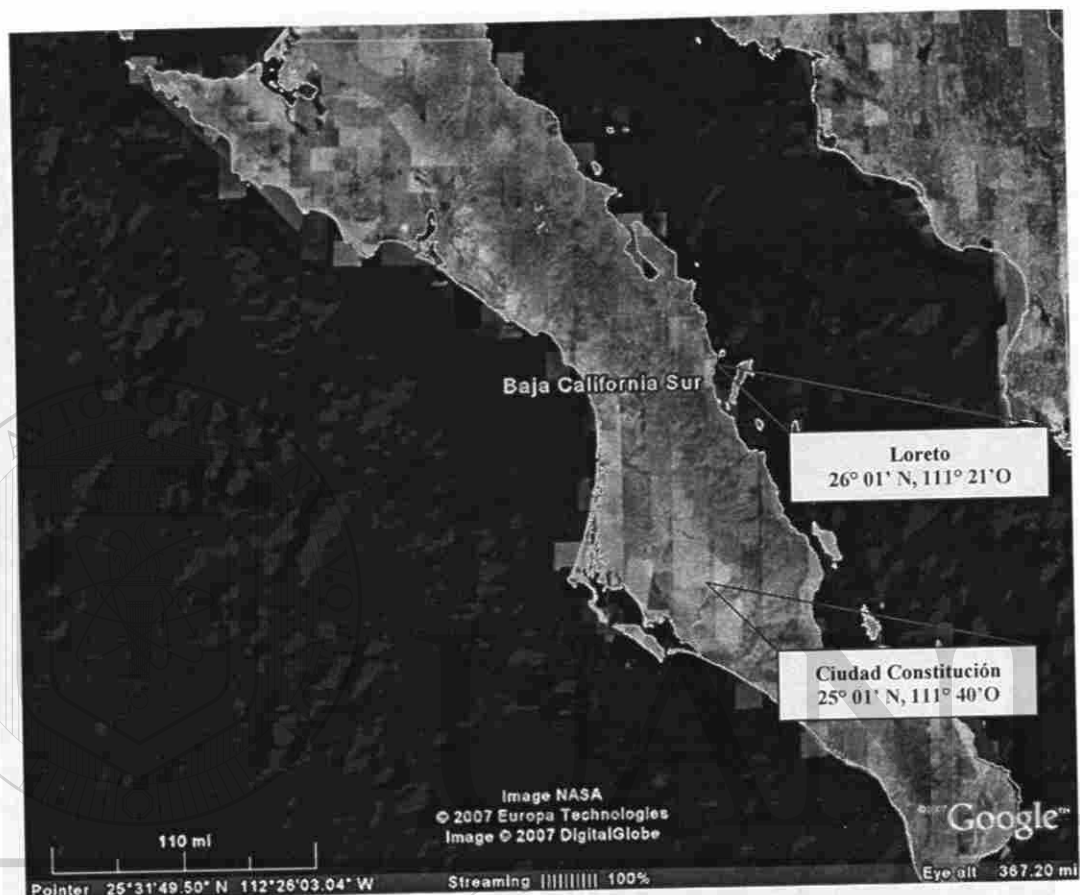 Baja California Sur
Loreto
26° 01' N, 111° 21'O
Ciudad Constitución
25° 01' N, 111° 40'O
Image NASA
© 2007 Europa Technologies
Image © 2007 DigitalGlobe
©2007 Google™
110 mi
Pointer 25°31'49.50" N 112°26'03.04" W
Streaming |||||||||| 100%
Eye alt 367.20 mi